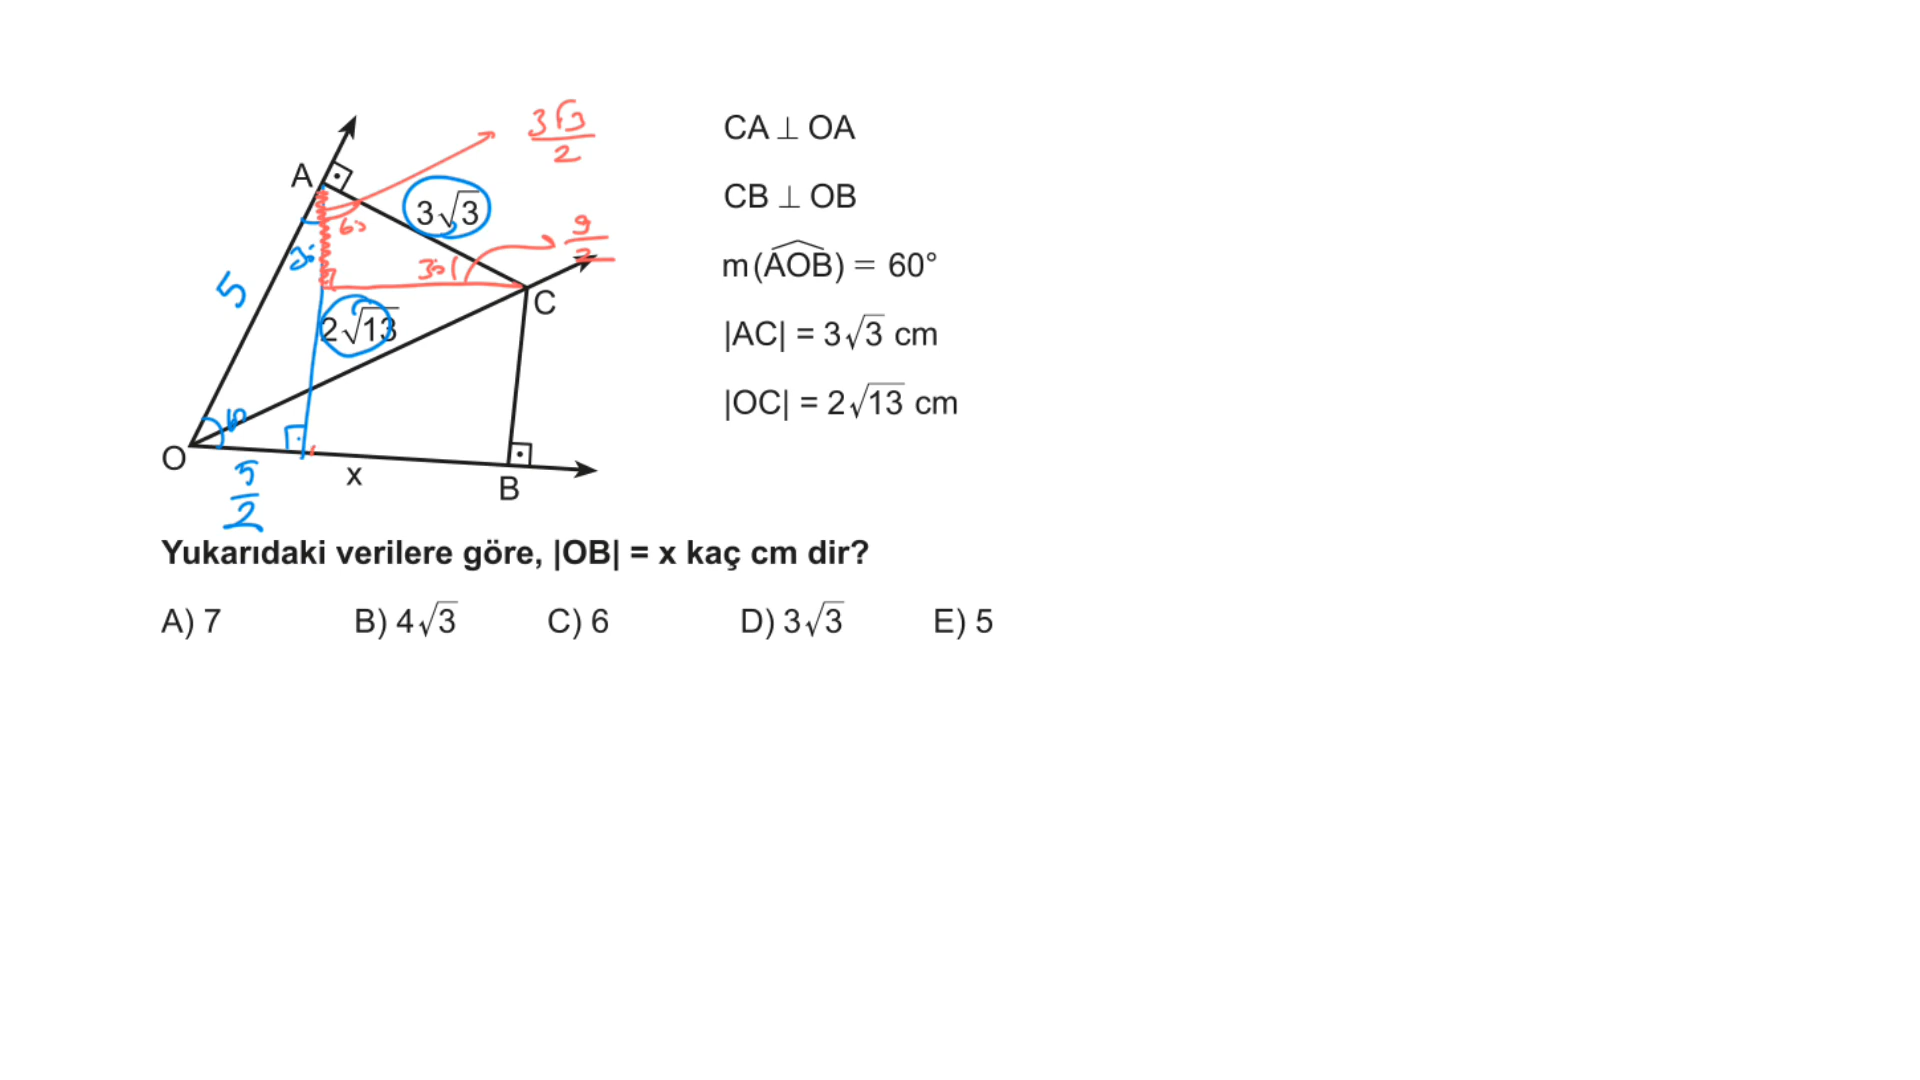 3√3/2
A
3√3
CA ⊥ OA
60
9/2
CB ⊥ OB
30
30
5
m(AOB) = 60°
C
2√13
|AC| = 3√3 cm
|OC| = 2√13 cm
O
5/2
x
B
Yukarıdaki verilere göre, |OB| = x kaç cm dir?
A) 7 B) 4√3 C) 6 D) 3√3 E) 5